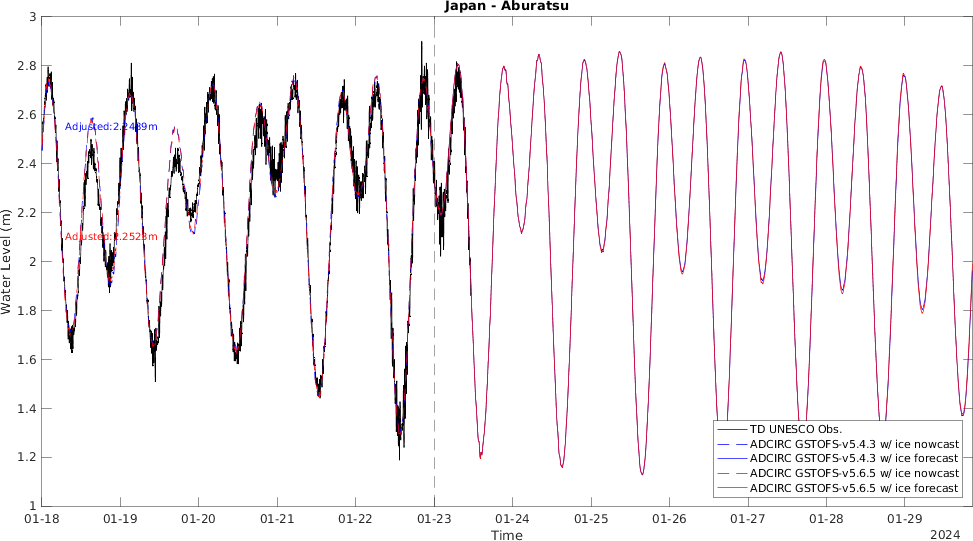 Japan - Aburatsu
3
2.8
2.6
2.4
2.2
2
1.8
1.6
1.4
1.2
1
Water Level (m)
Adjusted:2.2489m
Adjusted:2.2523m
TD UNESCO Obs.
ADCIRC GSTOFS-v5.4.3 w/ ice nowcast
ADCIRC GSTOFS-v5.4.3 w/ ice forecast
ADCIRC GSTOFS-v5.6.5 w/ ice nowcast
ADCIRC GSTOFS-v5.6.5 w/ ice forecast
01-18 01-19 01-20 01-21 01-22 01-23 01-24 01-25 01-26 01-27 01-28 01-29
Time
2024